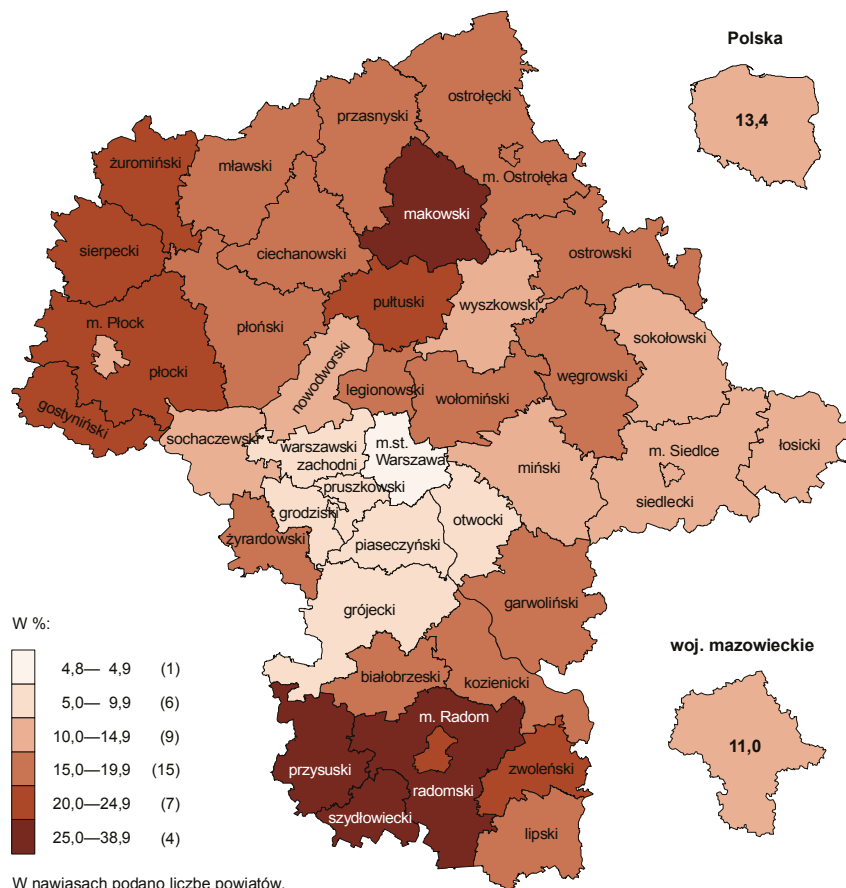 Polska
13,4
ostrołęcki
przasnyski
żuromiński
mławski
m. Ostrołęka
makowski
sierpecki
ciechanowski
ostrowski
pułtuski
wyszkowski
m. Płock
płoński
sokołowski
nowodworski
płocki
legionowski
wołomiński
węgrowski
gostyniński
sochaczewski
warszawski
zachodni
m.st.
Warszawa
m. Siedlce
łosicki
miński
pruszkowski
siedlecki
grodziski
otwocki
żyrardowski
piaseczyński
garwoliński
grójecki
W %:
woj. mazowieckie
4,8— 4,9 (1)
białobrzeski
kozienicki
5,0— 9,9 (6)
10,0—14,9 (9)
m. Radom
11,0
15,0—19,9 (15)
przysuski
zwoleński
20,0—24,9 (7)
radomski
szydłowiecki
25,0—38,9 (4)
lipski
W nawiasach podano liczbę powiatów.